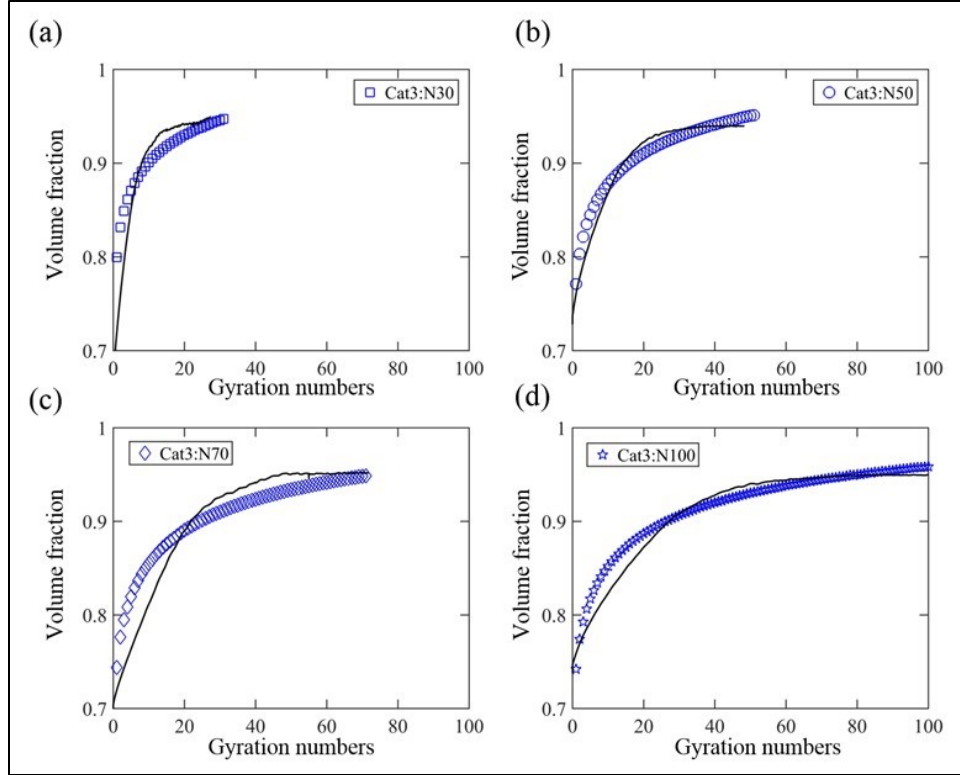 (a)
Cat3:N30
1
0.9
0.8
0.7
Volume fraction
0 20 40 60 80 100
Gyration numbers
(b)
Cat3:N50
1
0.9
0.8
0.7
Volume fraction
0 20 40 60 80 100
Gyration numbers
(c)
Cat3:N70
1
0.9
0.8
0.7
Volume fraction
0 20 40 60 80 100
Gyration numbers
(d)
Cat3:N100
1
0.9
0.8
0.7
Volume fraction
0 20 40 60 80 100
Gyration numbers